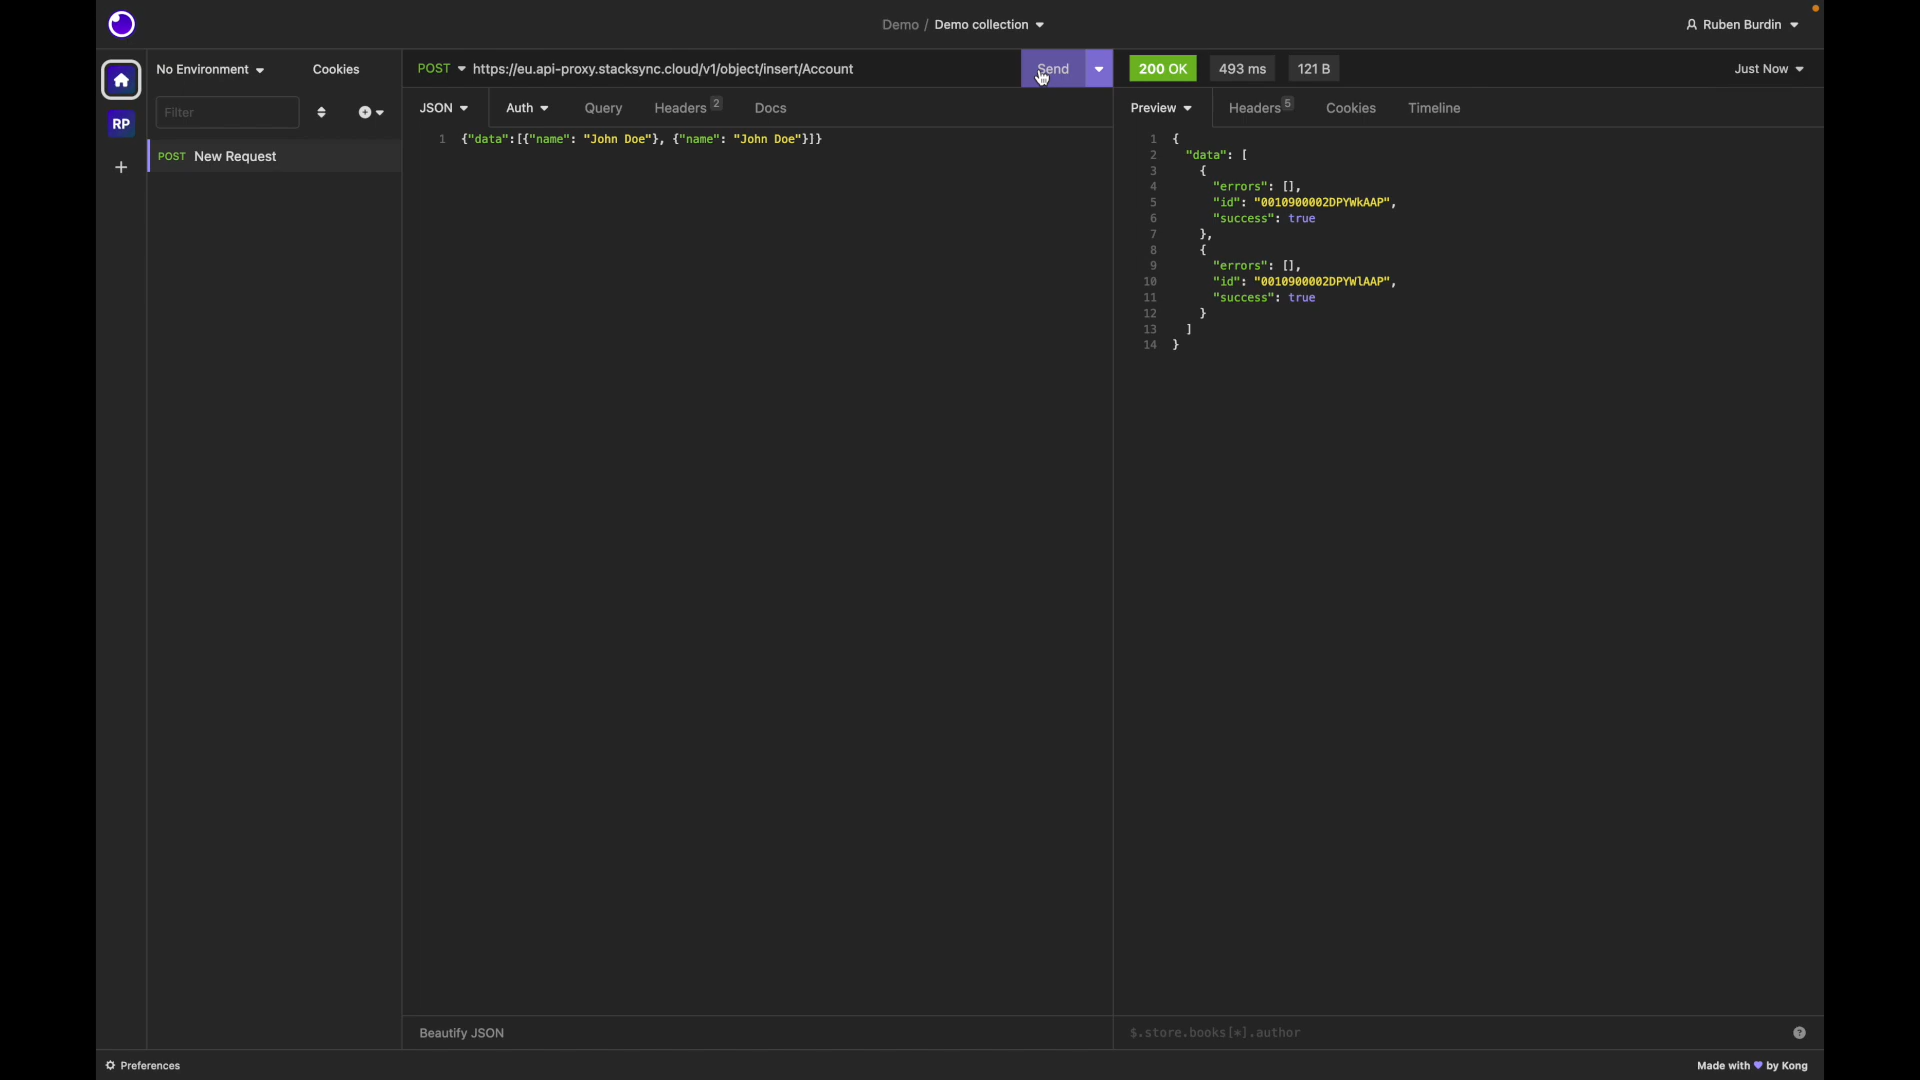 Demo / Demo collection
Ruben Burdin
No Environment
Cookies
POST https://eu.api-proxy.stacksync.cloud/v1/object/insert/Account
Send
200 OK
493 ms
121 B
Just Now
RP
Filter
POST New Request
JSON
Auth
Query
Headers 2
Docs
1 {"data":[{"name": "John Doe"}, {"name": "John Doe"}]}
Preview
Headers 5
Cookies
Timeline
1 {
2 "data": [
3 {
4 "errors": [],
5 "id": "0010900002DPYWkAAP",
6 "success": true
7 },
8 {
9 "errors": [],
10 "id": "0010900002DPYWlAAP",
11 "success": true
12 }
13 ]
14 }
Beautify JSON
$.store.books[*].author
Preferences
Made with 💜 by Kong